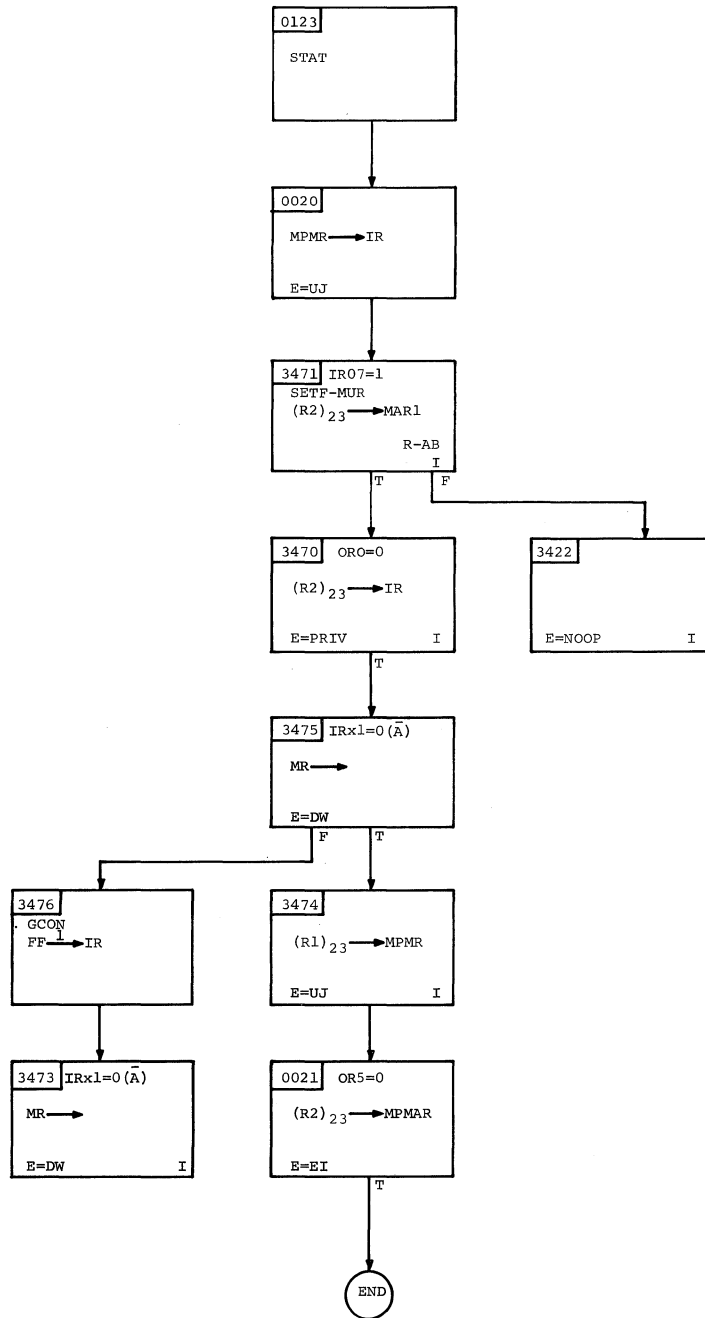 0123
STAT
0020
MPMR→IR
E=UJ
3471 IR07=1
SETF-MUR
(R2)23→MAR1
R-AB
I
T F
3470 OR0=0
(R2)23→IR
E=PRIV I
T
3422
E=NOOP I
3475 IRx1=0(Ā)
MR→
E=DW
F T
3476
. GCON
FF 1→IR
3474
(R1)23→MPMR
E=UJ I
3473 IRx1=0(Ā)
MR→
E=DW I
0021 OR5=0
(R2)23→MPMAR
E=EI
T
END